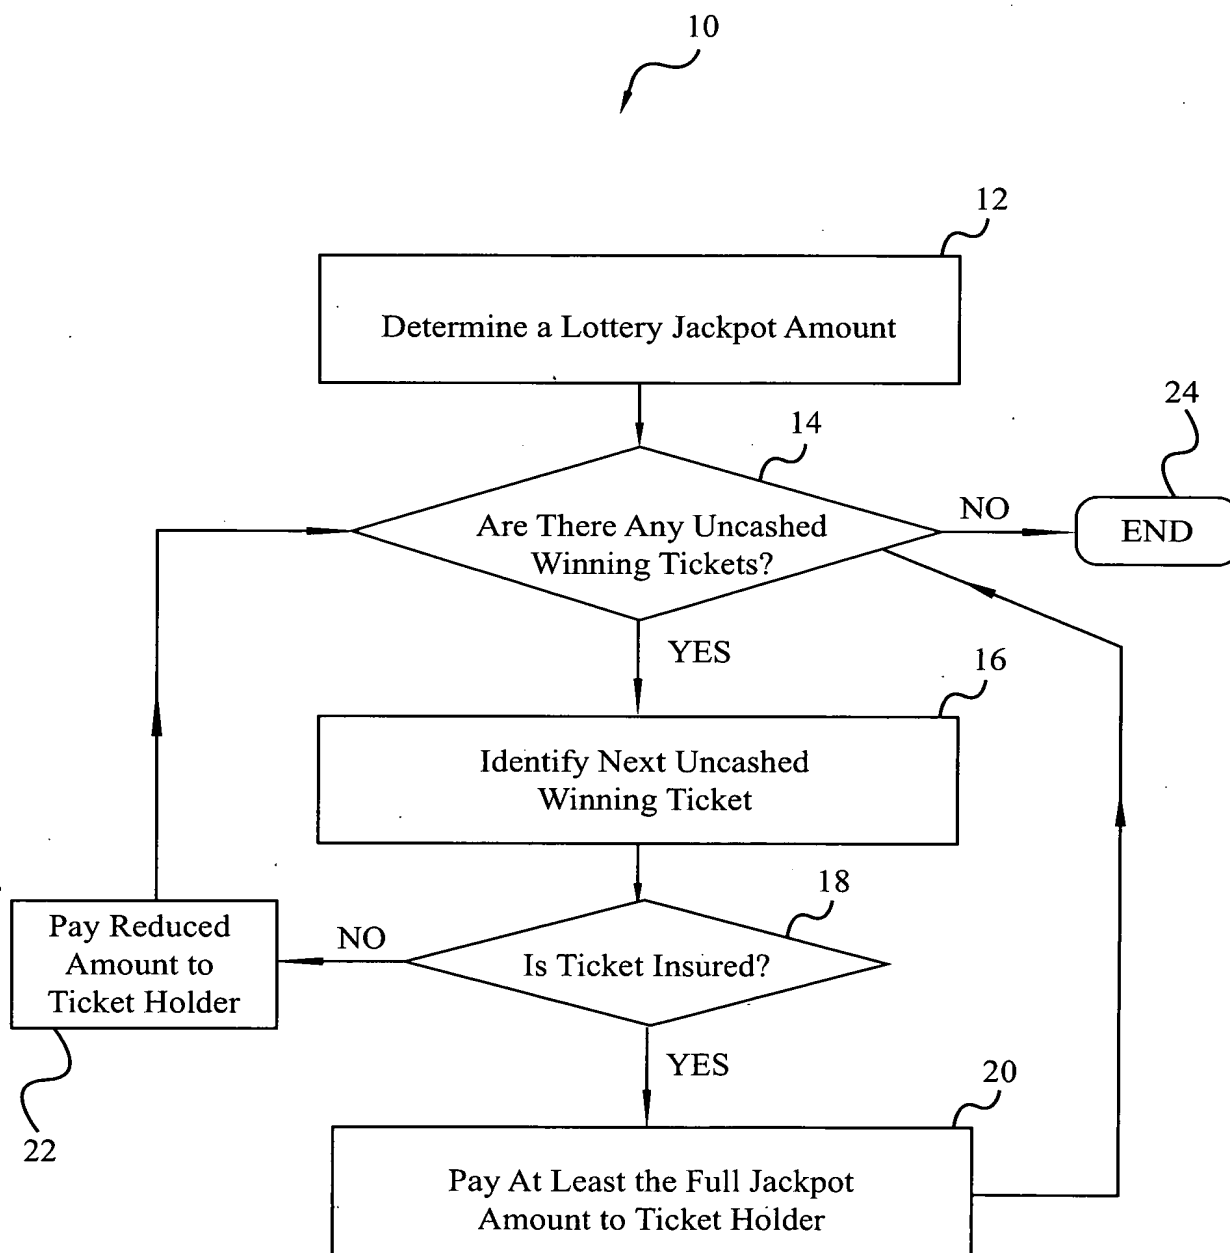 10
12
Determine a Lottery Jackpot Amount
14
24
Are There Any Uncashed
Winning Tickets?
NO
END
YES
16
Identify Next Uncashed
Winning Ticket
18
Is Ticket Insured?
NO
Pay Reduced
Amount to
Ticket Holder
22
YES
20
Pay At Least the Full Jackpot
Amount to Ticket Holder